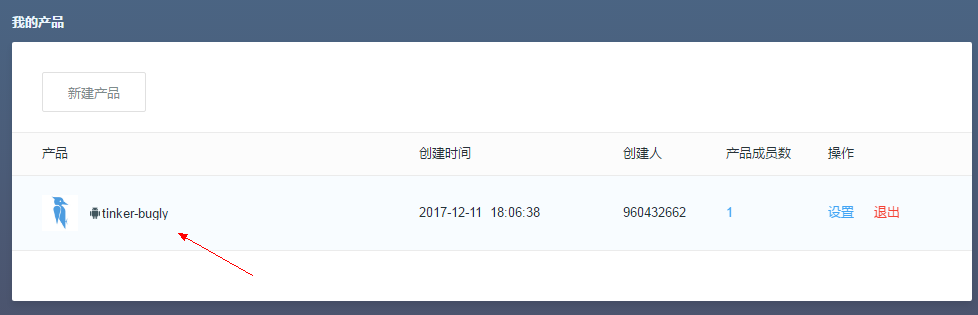 我的产品
新建产品
产品 创建时间 创建人 产品成员数 操作
tinker-bugly 2017-12-11 18:06:38 960432662 1 设置 退出